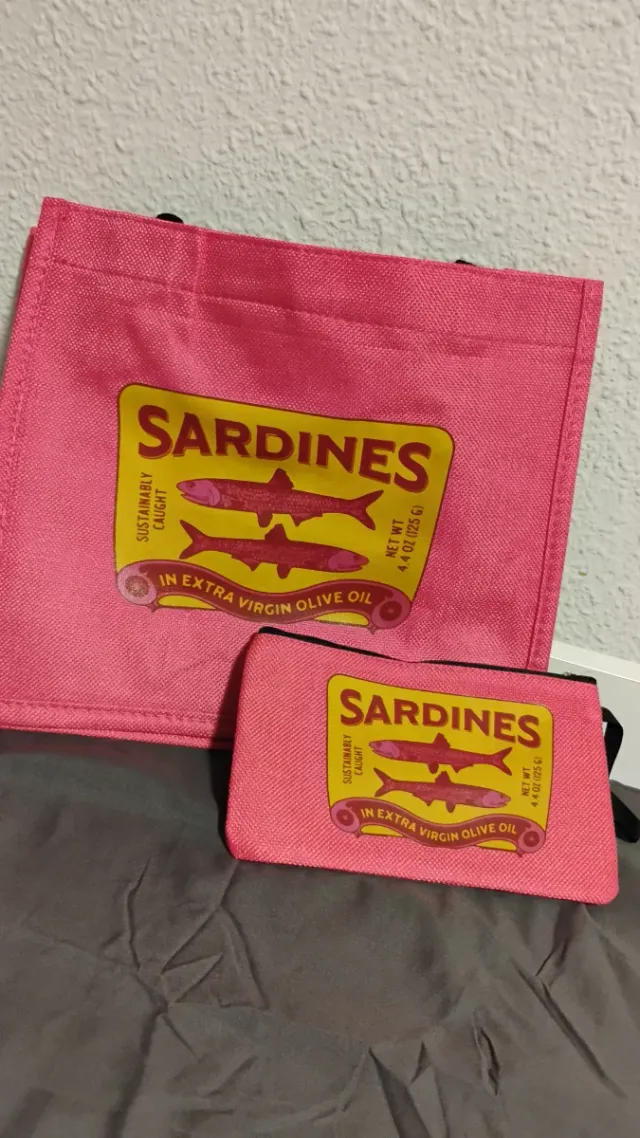 SARDINES
SUSTAINABLY
CAUGHT
NET WT
4.4 OZ (125 G)
IN EXTRA VIRGIN OLIVE OIL
SARDINES
SUSTAINABLY
CAUGHT
NET WT
4.4 OZ (125 G)
IN EXTRA VIRGIN OLIVE OIL